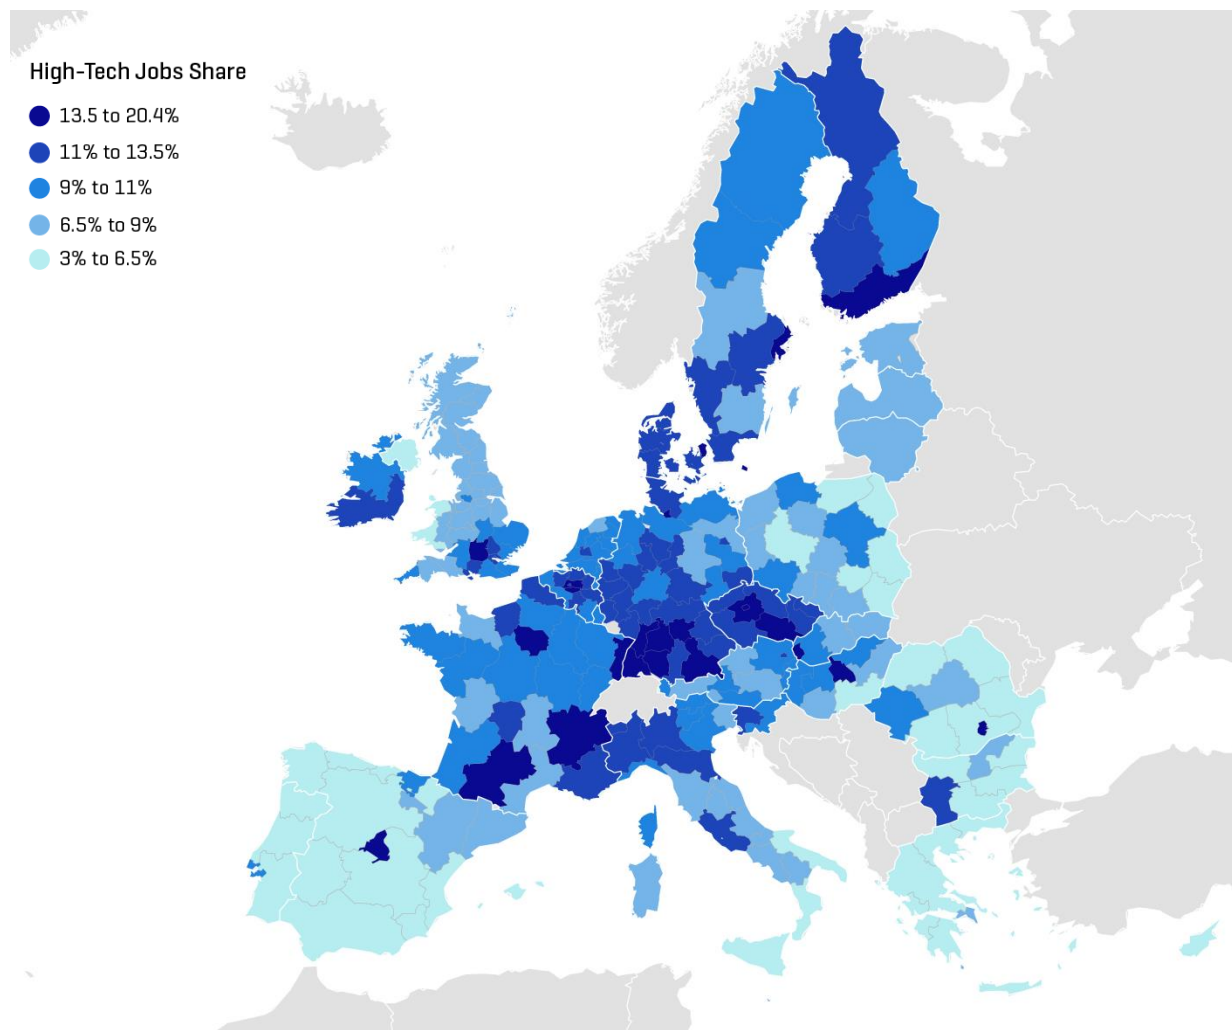 High-Tech Jobs Share
13.5 to 20.4%
11% to 13.5%
9% to 11%
6.5% to 9%
3% to 6.5%